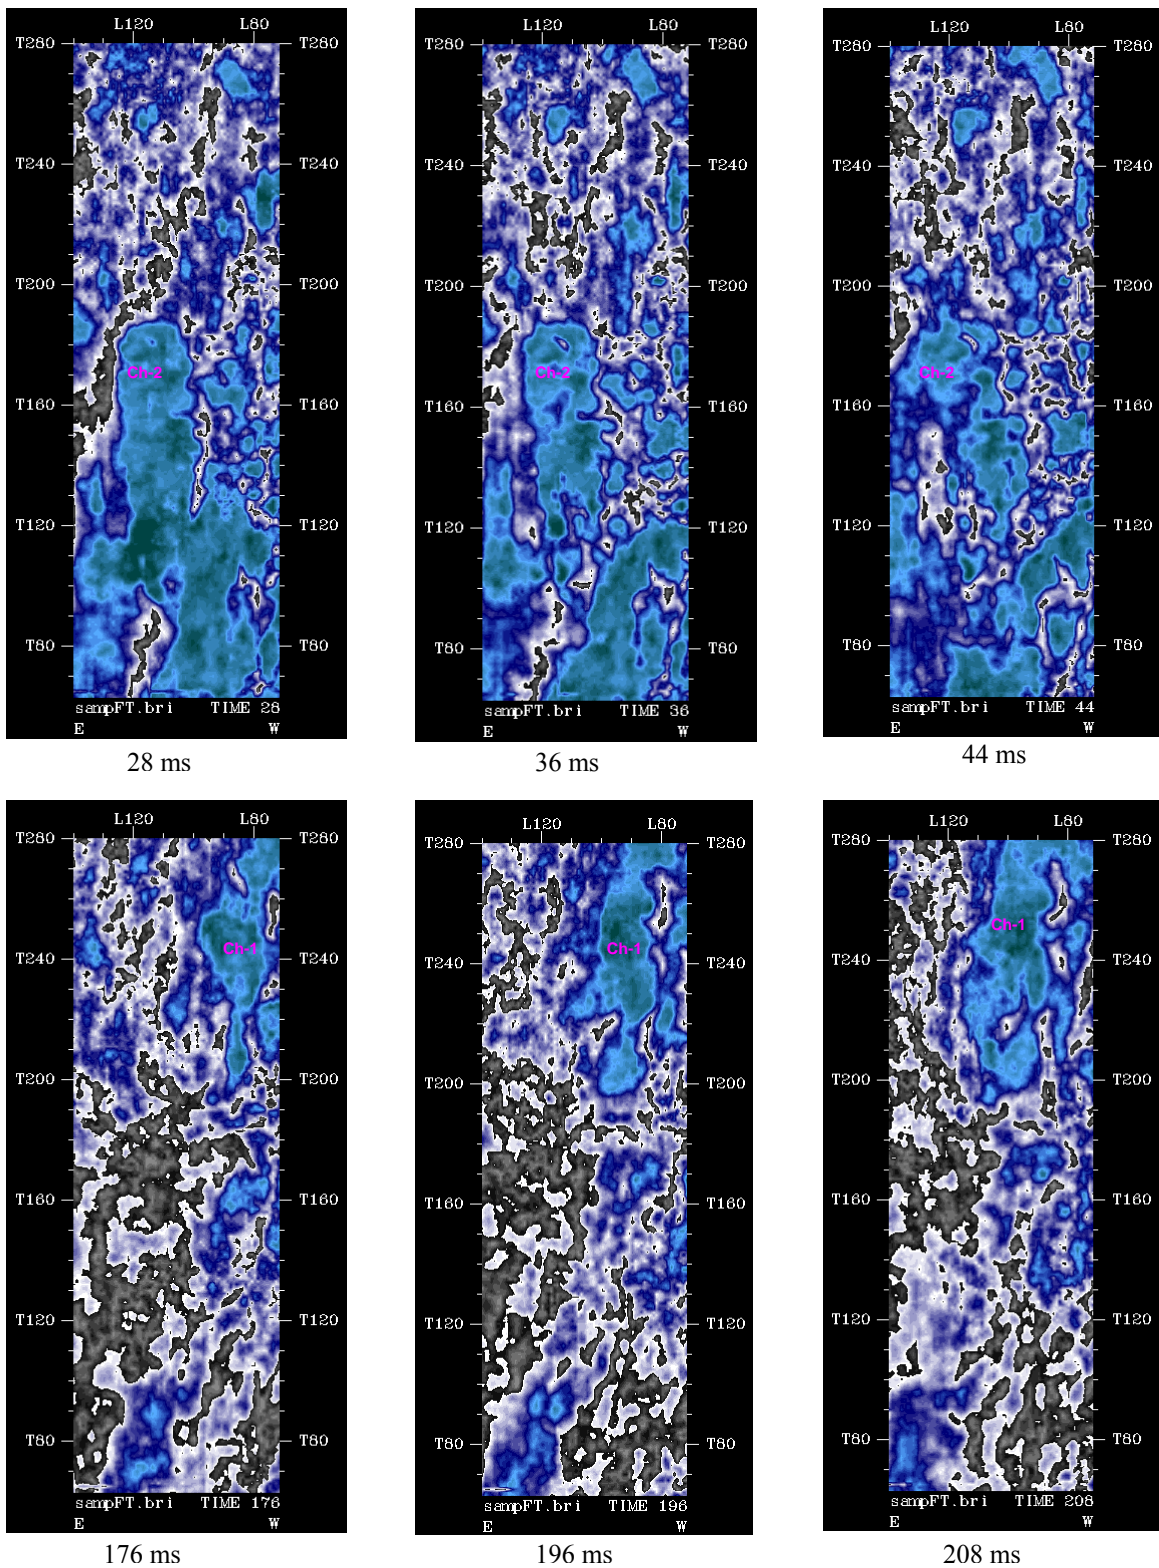 L120 L80
T280 T280
T240 T240
T200 T200
Ch-2
T160 T160
T120 T120
T80 T80
sampFT.bri TIME 28
E W
28 ms
L120 L80
T280 T280
T240 T240
T200 T200
Ch-2
T160 T160
T120 T120
T80 T80
sampFT.bri TIME 36
E W
36 ms
L120 L80
T280 T280
T240 T240
T200 T200
Ch-2
T160 T160
T120 T120
T80 T80
sampFT.bri TIME 44
E W
44 ms
L120 L80
T280 T280
Ch-1
T240 T240
T200 T200
T160 T160
T120 T120
T80 T80
sampFT.bri TIME 176
E W
176 ms
L120 L80
T280 T280
Ch-1
T240 T240
T200 T200
T160 T160
T120 T120
T80 T80
sampFT.bri TIME 196
E W
196 ms
L120 L80
T280 T280
Ch-1
T240 T240
T200 T200
T160 T160
T120 T120
T80 T80
sampFT.bri TIME 208
E W
208 ms